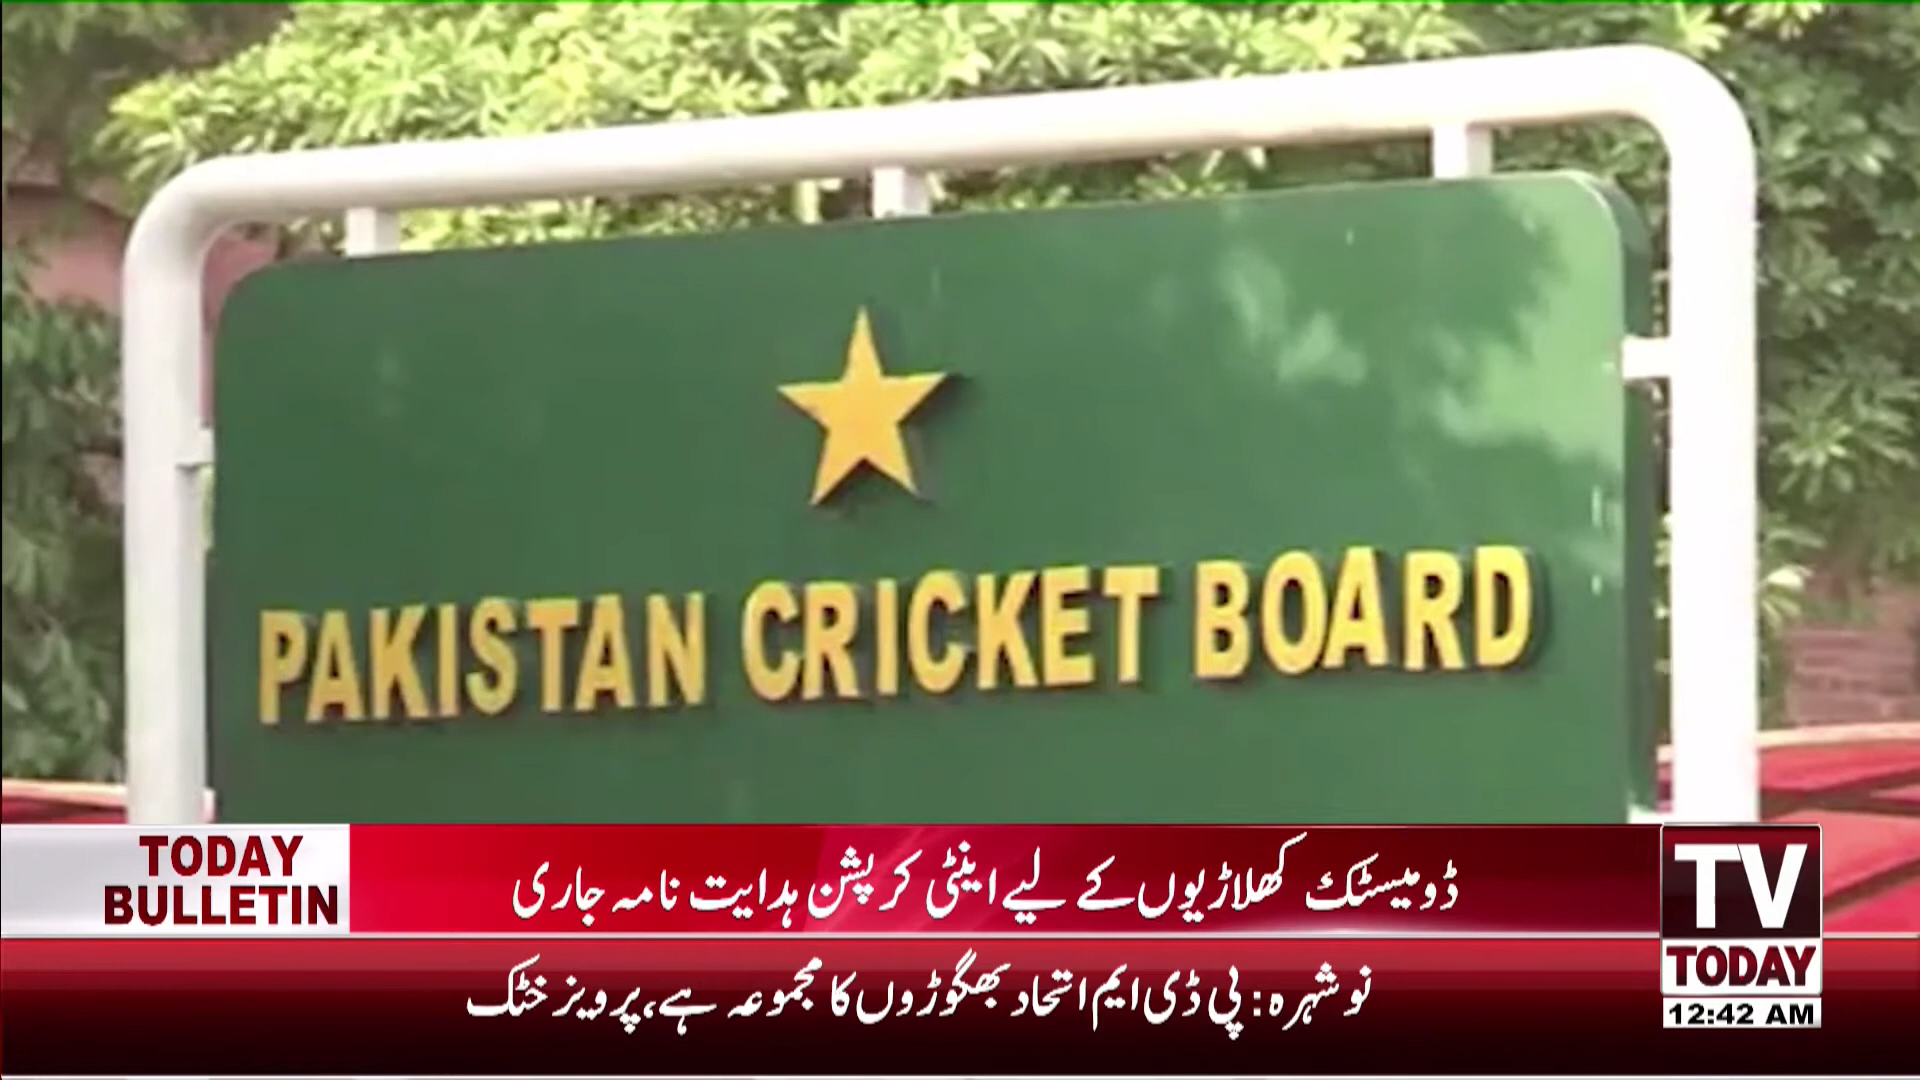 PAKISTAN CRICKET BOARD
TODAY
BULLETIN
ڈومیسٹک کھلاڑیوں کے لیے اینٹی کرپشن ہدایت نامہ جاری
نوشہرہ: پی ڈی ایم اتحاد بھگوڑوں کا مجموعہ ہے، پرویز خٹک
TV
TODAY
12:42 AM